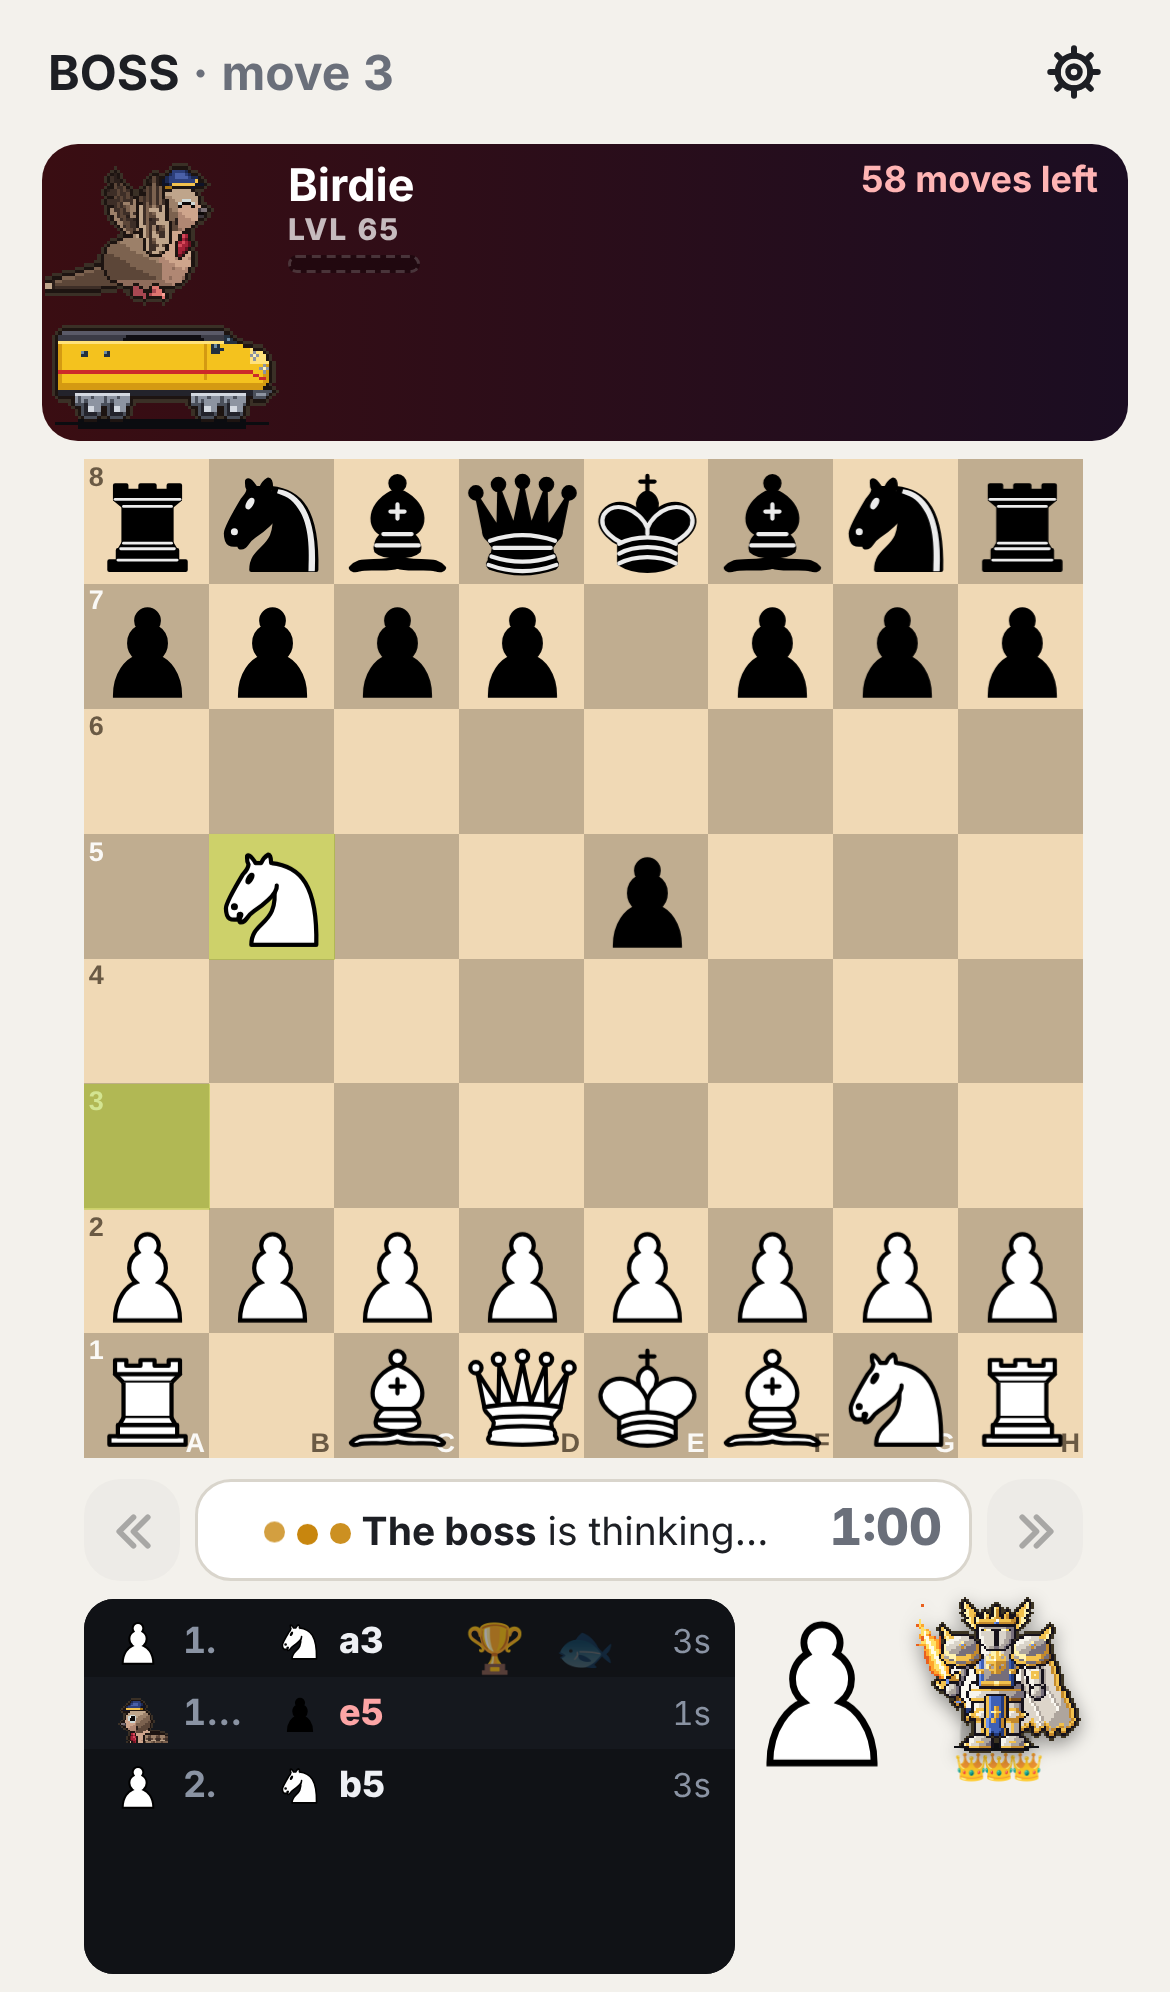 BOSS · move 3
Birdie
58 moves left
LVL 65
8
7
6
5
4
3
2
1
A B C D E F G H
The boss is thinking... 1:00
1. a3 3s
1... e5 1s
2. b5 3s